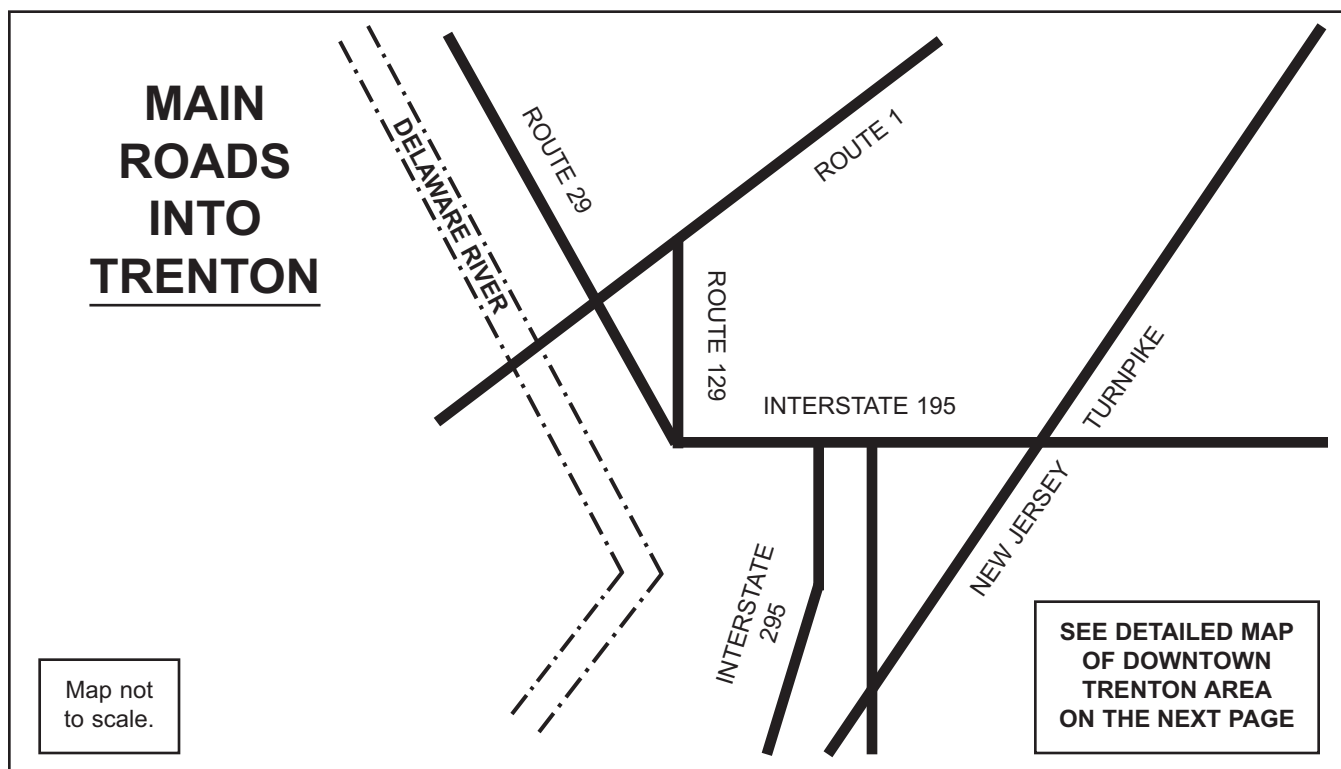 MAIN
ROADS
INTO
TRENTON
DELAWARE RIVER
ROUTE 29
ROUTE 1
ROUTE 129
INTERSTATE 195
TURNPIKE
NEW JERSEY
INTERSTATE
295
Map not
to scale.
SEE DETAILED MAP
OF DOWNTOWN
TRENTON AREA
ON THE NEXT PAGE